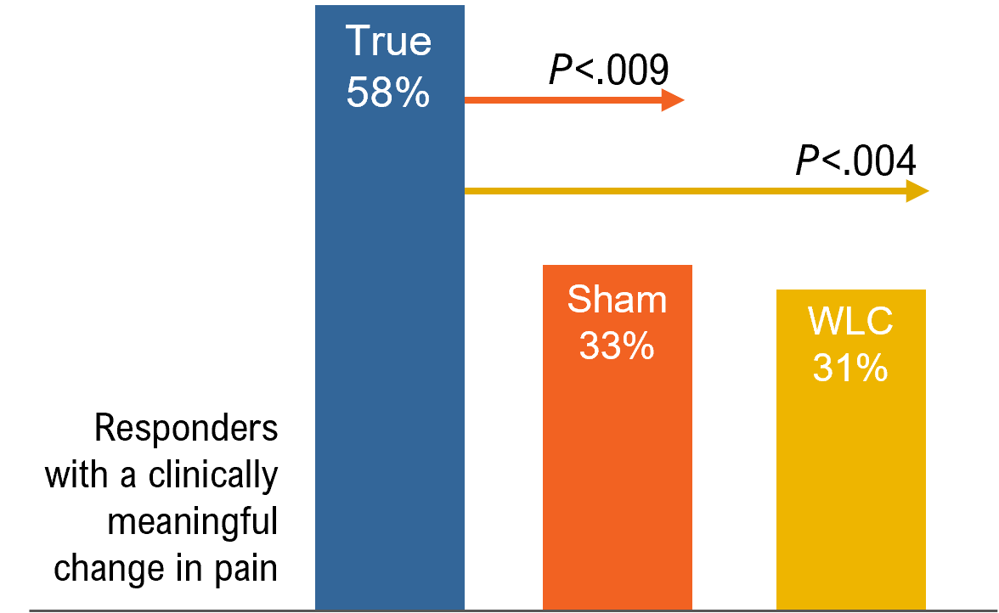 True
58%
P<.009
P<.004
Sham
33%
WLC
31%
Responders
with a clinically
meaningful
change in pain